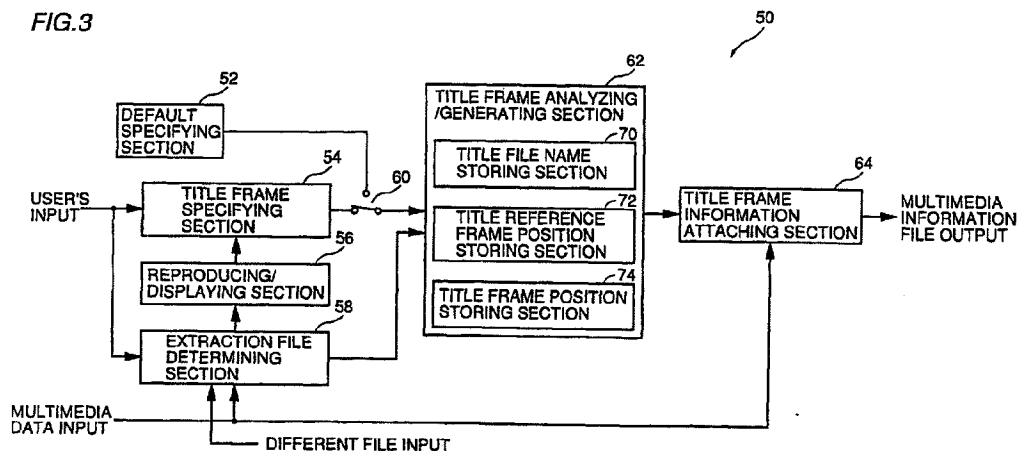 FIG.3
50
52
DEFAULT
SPECIFYING
SECTION
54
USER'S
INPUT
TITLE FRAME
SPECIFYING
SECTION
60
56
REPRODUCING/
DISPLAYING SECTION
58
EXTRACTION FILE
DETERMINING
SECTION
MULTIMEDIA
DATA INPUT
DIFFERENT FILE INPUT
62
TITLE FRAME ANALYZING
/GENERATING SECTION
70
TITLE FILE NAME
STORING SECTION
72
TITLE REFERENCE
FRAME POSITION
STORING SECTION
74
TITLE FRAME POSITION
STORING SECTION
64
TITLE FRAME
INFORMATION
ATTACHING SECTION
MULTIMEDIA
INFORMATION
FILE OUTPUT